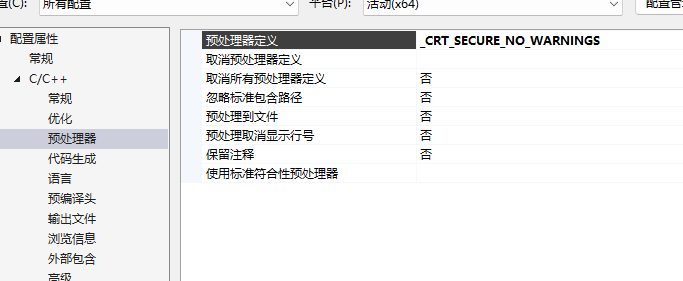 置(C): 所有配置 平台(P): 活动(x64) 配置管
配置属性
常规
C/C++
常规
优化
预处理器
代码生成
语言
预编译头
输出文件
浏览信息
外部包含
高级
预处理器定义 _CRT_SECURE_NO_WARNINGS
取消预处理器定义
取消所有预处理器定义 否
忽略标准包含路径 否
预处理到文件 否
预处理取消显示行号 否
保留注释 否
使用标准符合性预处理器